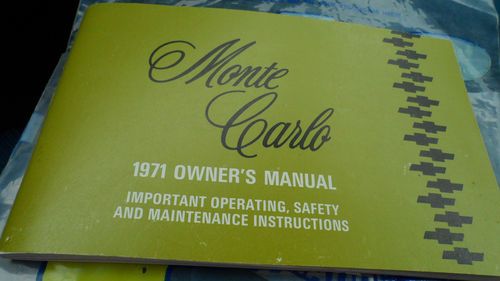 Monte
Carlo
1971 OWNER'S MANUAL
IMPORTANT OPERATING, SAFETY
AND MAINTENANCE INSTRUCTIONS